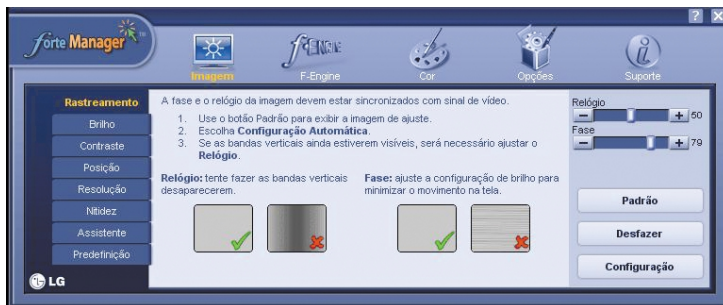 ? X
forte Manager™
Imagem
F-ENGINE
F-Engine
Cor
Opções
Suporte
Rastreamento
Brilho
Contraste
Posição
Resolução
Nitidez
Assistente
Predefinição
LG
A fase e o relógio da imagem devem estar sincronizados com sinal de vídeo.
1. Use o botão Padrão para exibir a imagem de ajuste.
2. Escolha Configuração Automática.
3. Se as bandas verticais ainda estiverem visíveis, será necessário ajustar o
Relógio.
Relógio: tente fazer as bandas verticais
desaparecerem.
Fase: ajuste a configuração de brilho para
minimizar o movimento na tela.
Relógio
50
Fase
79
Padrão
Desfazer
Configuração